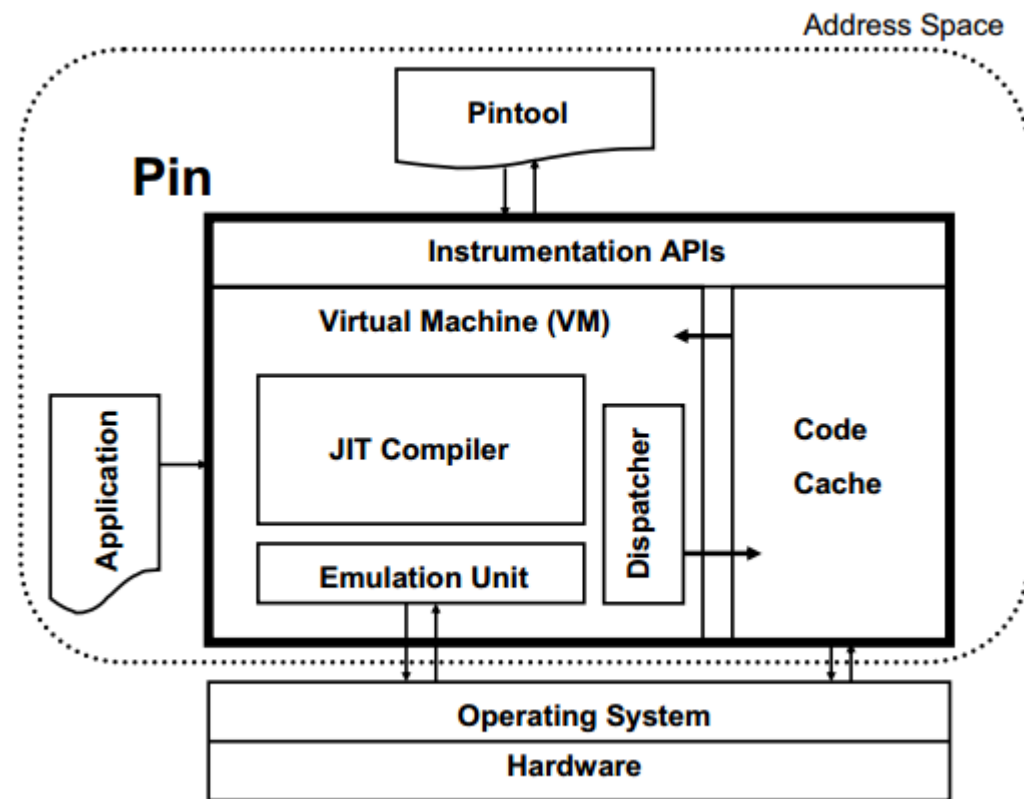 Address Space
Pintool
Pin
Instrumentation APIs
Virtual Machine (VM)
JIT Compiler
Emulation Unit
Dispatcher
Code
Cache
Application
Operating System
Hardware